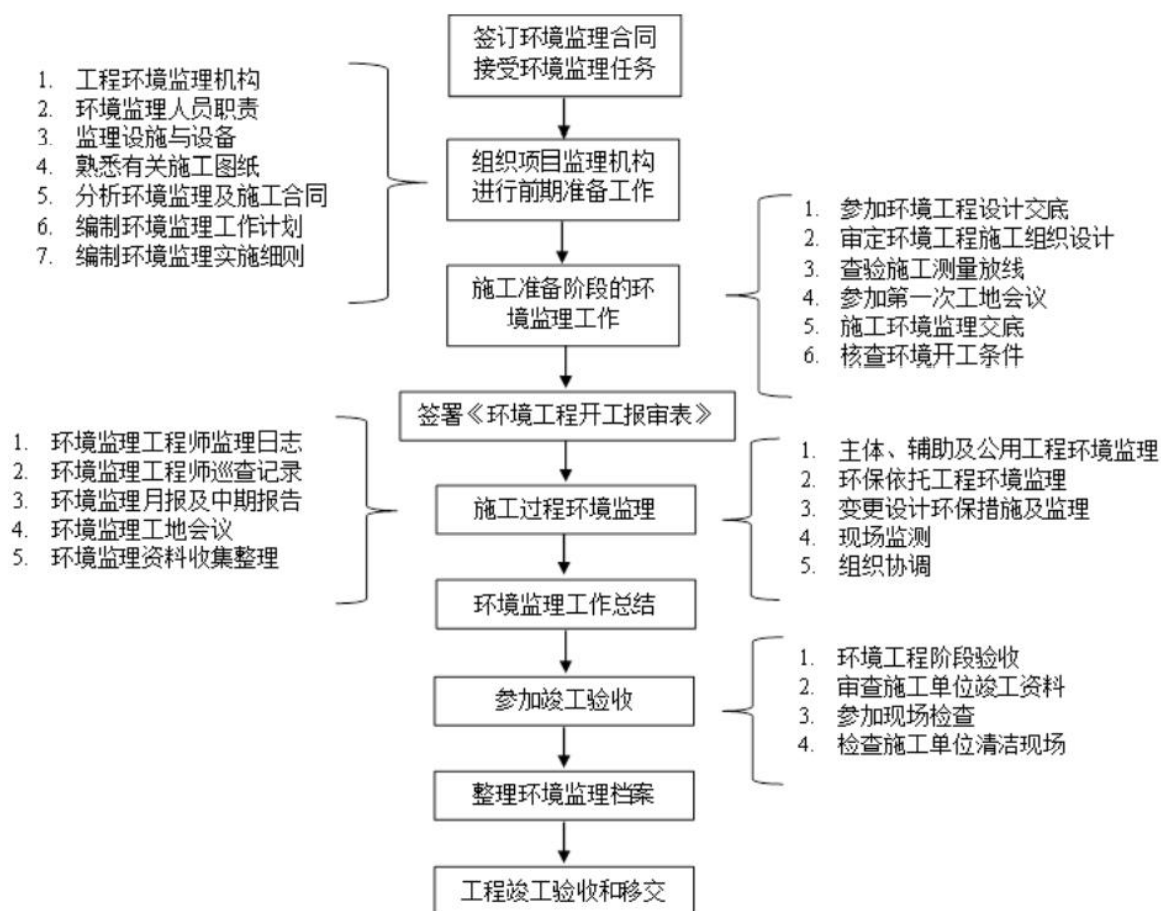 签订环境监理合同
接受环境监理任务
1. 工程环境监理机构
2. 环境监理人员职责
3. 监理设施与设备
4. 熟悉有关施工图纸
5. 分析环境监理及施工合同
6. 编制环境监理工作计划
7. 编制环境监理实施细则
组织项目监理机构
进行前期准备工作
施工准备阶段的环
境监理工作
1. 参加环境工程设计交底
2. 审定环境工程施工组织设计
3. 查验施工测量放线
4. 参加第一次工地会议
5. 施工环境监理交底
6. 核查环境开工条件
签署《环境工程开工报审表》
1. 环境监理工程师监理日志
2. 环境监理工程师巡查记录
3. 环境监理月报及中期报告
4. 环境监理工地会议
5. 环境监理资料收集整理
施工过程环境监理
1. 主体、辅助及公用工程环境监理
2. 环保依托工程环境监理
3. 变更设计环保措施及监理
4. 现场监测
5. 组织协调
环境监理工作总结
参加竣工验收
1. 环境工程阶段验收
2. 审查施工单位竣工资料
3. 参加现场检查
4. 检查施工单位清洁现场
整理环境监理档案
工程竣工验收和移交